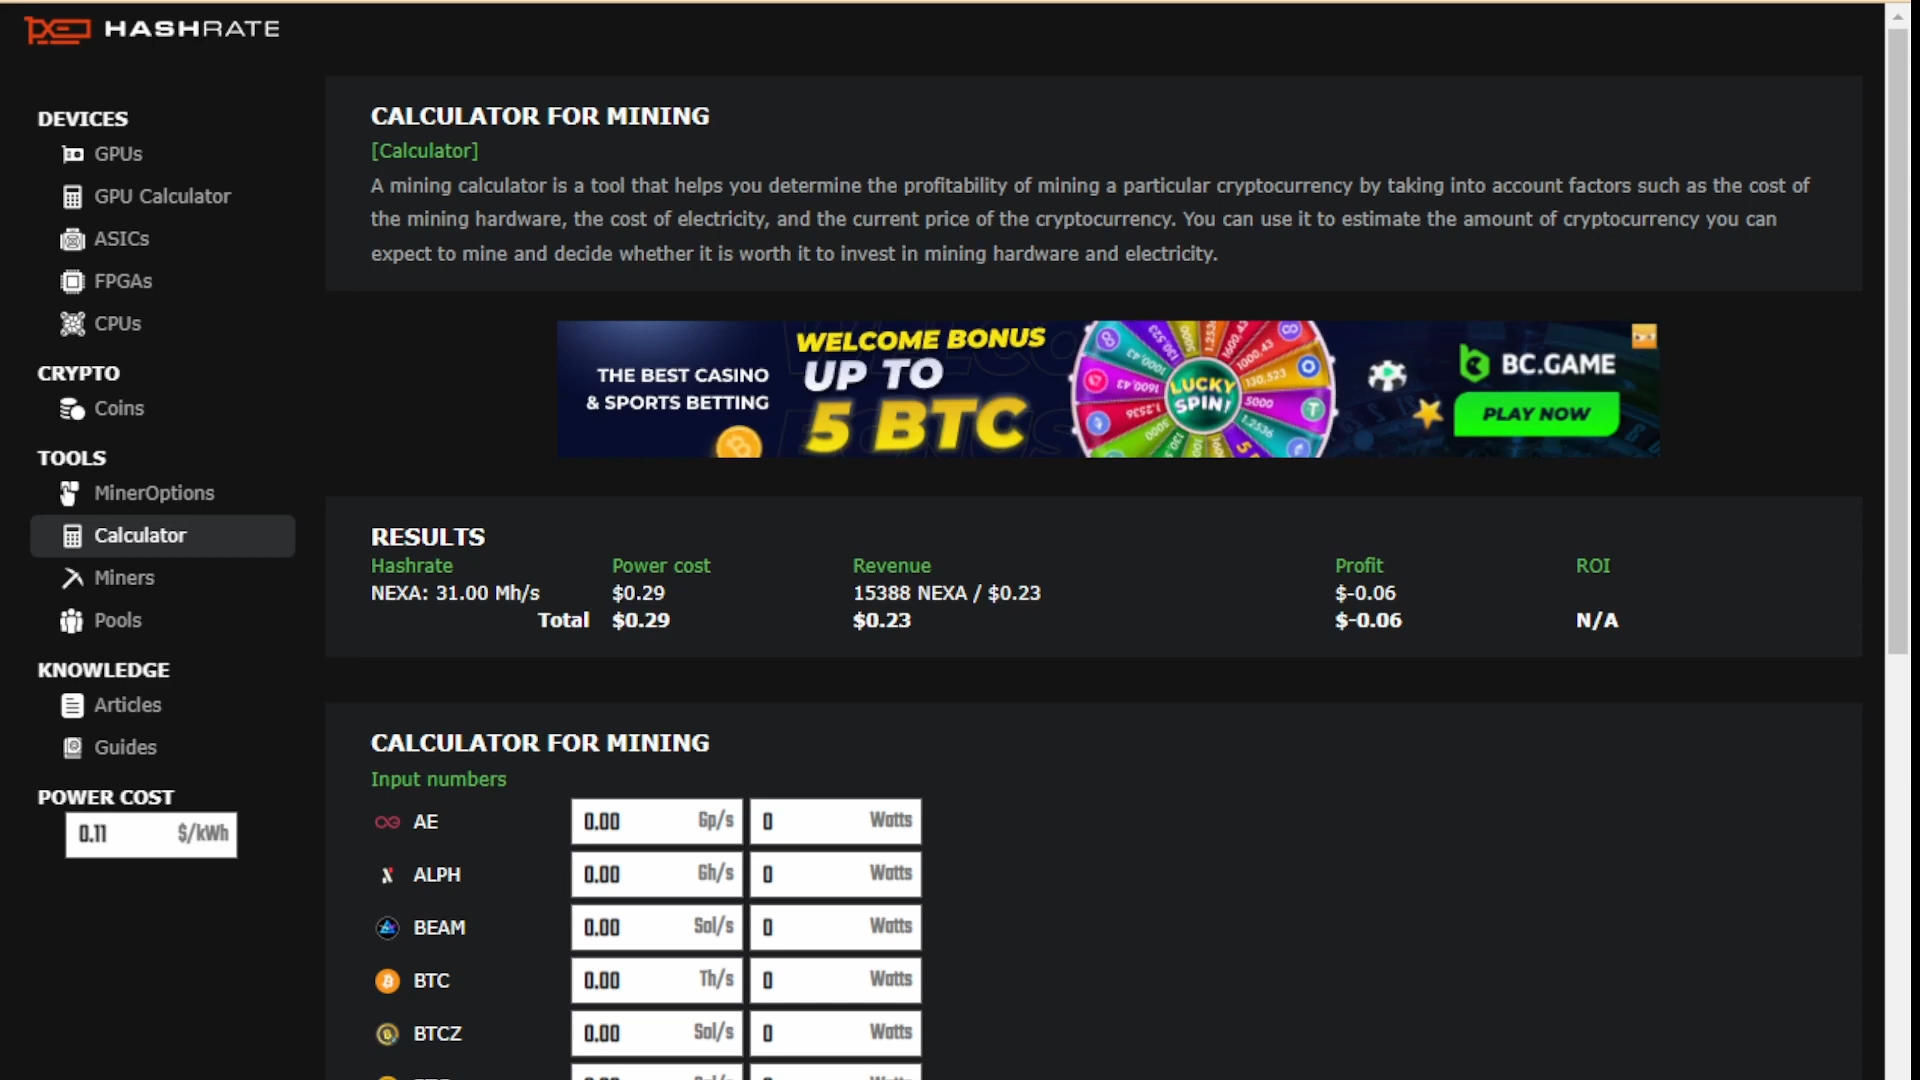 HASHRATE
DEVICES
GPUs
GPU Calculator
ASICs
FPGAs
CPUs
CRYPTO
Coins
TOOLS
MinerOptions
Calculator
Miners
Pools
KNOWLEDGE
Articles
Guides
POWER COST
0.11 $/kWh
CALCULATOR FOR MINING
[Calculator]
A mining calculator is a tool that helps you determine the profitability of mining a particular cryptocurrency by taking into account factors such as the cost of
the mining hardware, the cost of electricity, and the current price of the cryptocurrency. You can use it to estimate the amount of cryptocurrency you can
expect to mine and decide whether it is worth it to invest in mining hardware and electricity.
THE BEST CASINO
& SPORTS BETTING
WELCOME BONUS
UP TO
5 BTC
LUCKY
SPIN!
BC.GAME
PLAY NOW
RESULTS
Hashrate Power cost Revenue Profit ROI
NEXA: 31.00 Mh/s $0.29 15388 NEXA / $0.23 $-0.06
Total $0.29 $0.23 $-0.06 N/A
CALCULATOR FOR MINING
Input numbers
AE 0.00 Gp/s 0 Watts
ALPH 0.00 Gh/s 0 Watts
BEAM 0.00 Sol/s 0 Watts
BTC 0.00 Th/s 0 Watts
BTCZ 0.00 Sol/s 0 Watts